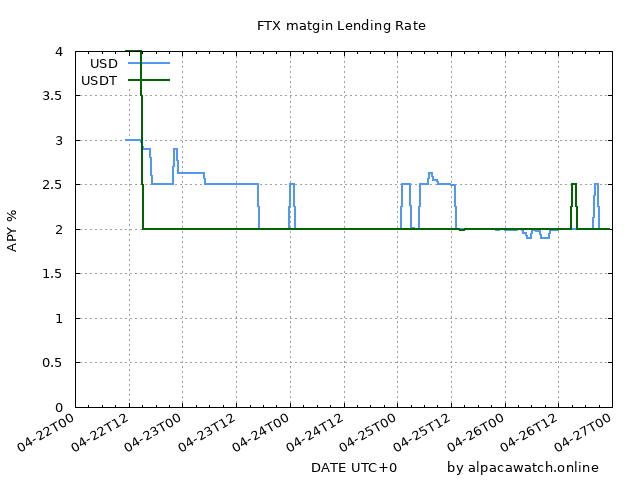 FTX matgin Lending Rate
USD
USDT
4
3.5
3
2.5
2
1.5
1
0.5
0
APY %
04-22T00
04-22T12
04-23T00
04-23T12
04-24T00
04-24T12
04-25T00
04-25T12
04-26T00
04-26T12
04-27T00
DATE UTC+0
by alpacawatch.online